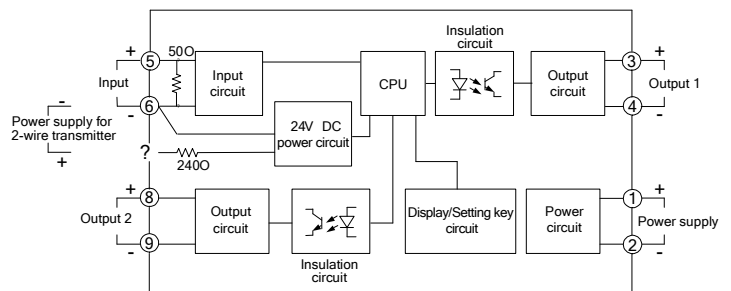 Insulation
circuit
+
5
50O
Input
6
-
Input
circuit
CPU
Output
circuit
+
3
Output 1
4
-
-
Power supply for
2-wire transmitter
+
24V DC
power circuit
?
240O
+
8
Output 2
9
-
Output
circuit
Insulation
circuit
Display/Setting key
circuit
Power
circuit
+
1
Power supply
2
-